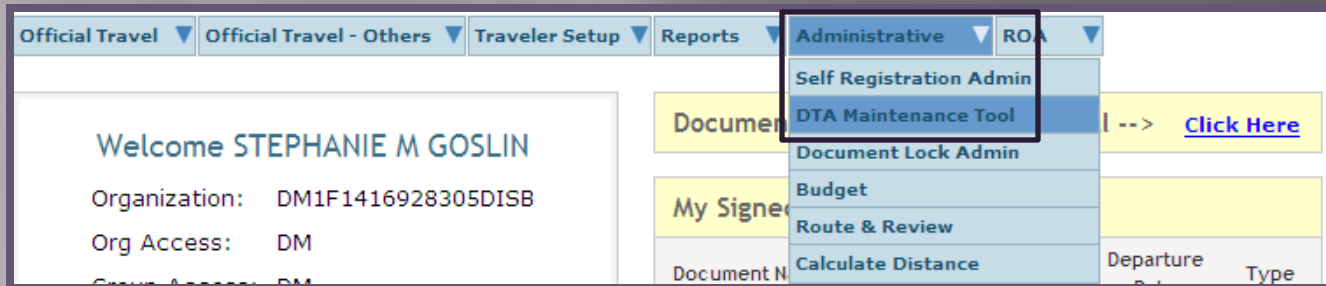 Official Travel Official Travel - Others Traveler Setup Reports Administrative ROA
Self Registration Admin
DTA Maintenance Tool
Document Lock Admin
Budget
Route & Review
Calculate Distance
Welcome STEPHANIE M GOSLIN
Organization: DM1F1416928305DISB
Org Access: DM
--> Click Here
My Signed
Departure
Type